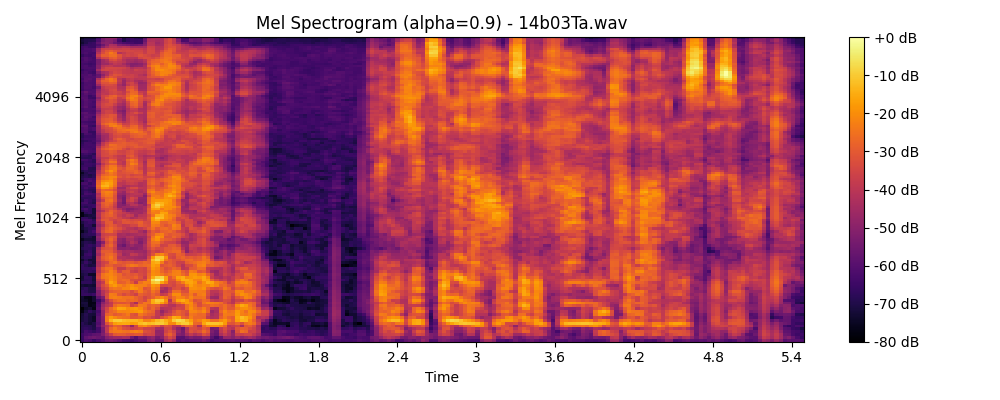 Mel Spectrogram (alpha=0.9) - 14b03Ta.wav
+0 dB
-10 dB
-20 dB
-30 dB
-40 dB
-50 dB
-60 dB
-70 dB
-80 dB
Mel Frequency
4096
2048
1024
512
0
0 0.6 1.2 1.8 2.4 3 3.6 4.2 4.8 5.4
Time